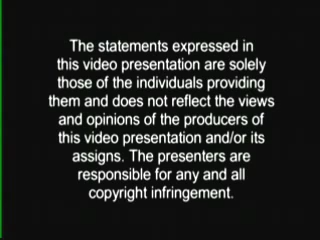 The statements expressed in
this video presentation are solely
those of the individuals providing
them and does not reflect the views
and opinions of the producers of
this video presentation and/or its
assigns. The presenters are
responsible for any and all
copyright infringement.